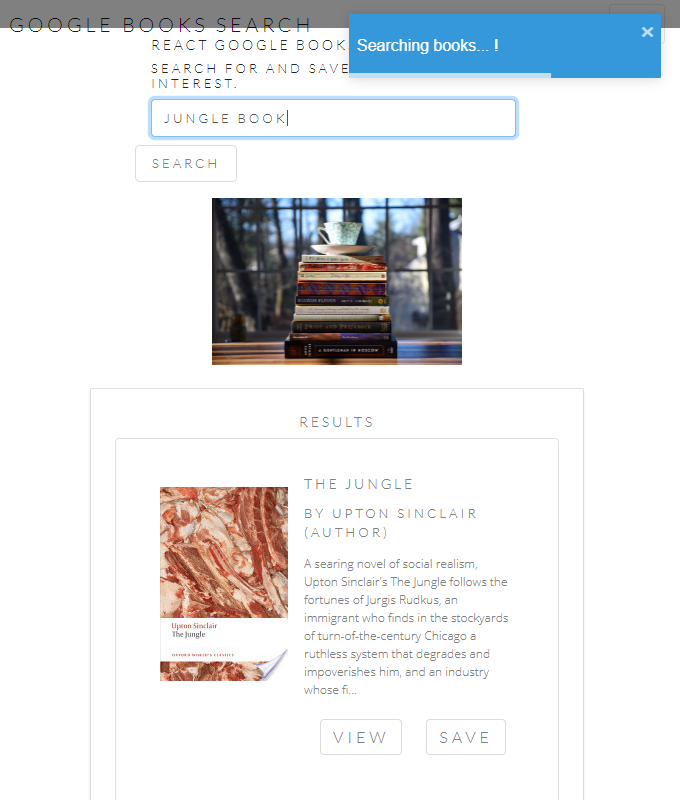 GOOGLE BOOKS SEARCH
Searching books... !
×
REACT GOOGLE BOOK
SEARCH FOR AND SAVE
INTEREST.
JUNGLE BOOK
SEARCH
PRIDE AND PREJUDICE
RESULTS
THE JUNGLE
BY UPTON SINCLAIR
(AUTHOR)
Upton Sinclair
The Jungle
OXFORD WORLD'S CLASSICS
A searing novel of social realism,
Upton Sinclair's The Jungle follows the
fortunes of Jurgis Rudkus, an
immigrant who finds in the stockyards
of turn-of-the-century Chicago a
ruthless system that degrades and
impoverishes him, and an industry
whose fi...
VIEW
SAVE